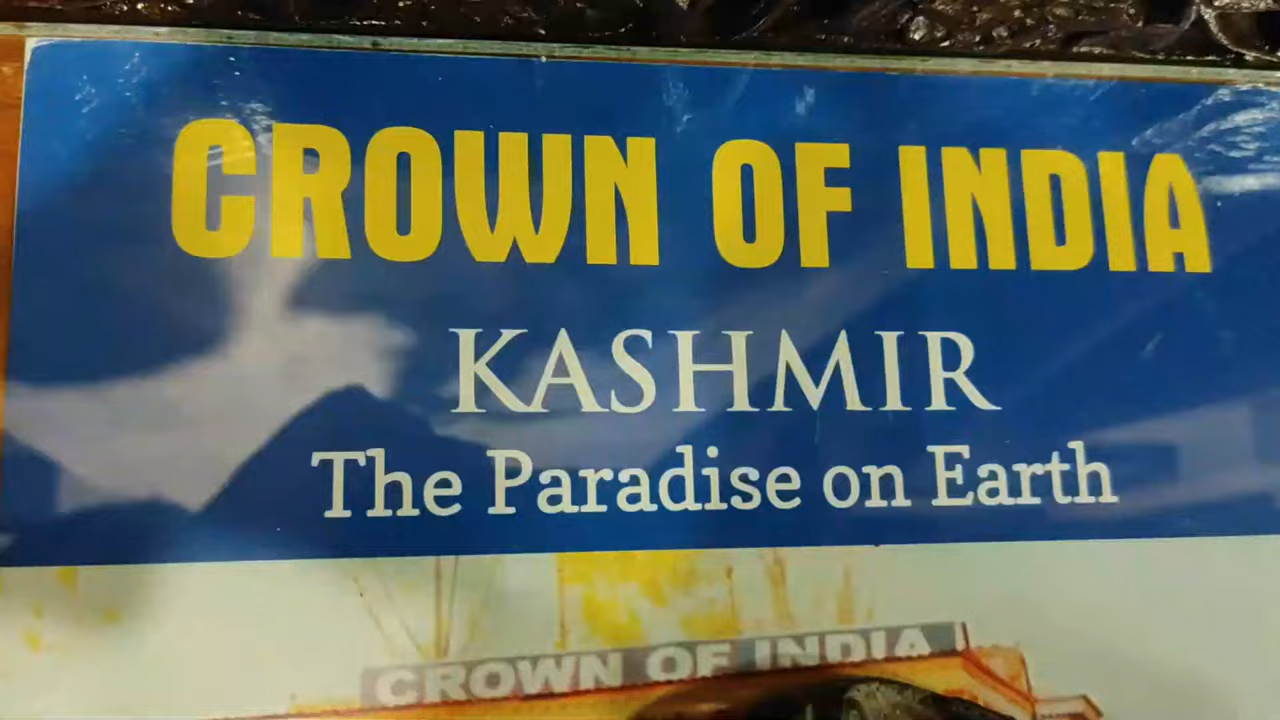 CROWN OF INDIA
KASHMIR
The Paradise on Earth
CROWN OF INDIA